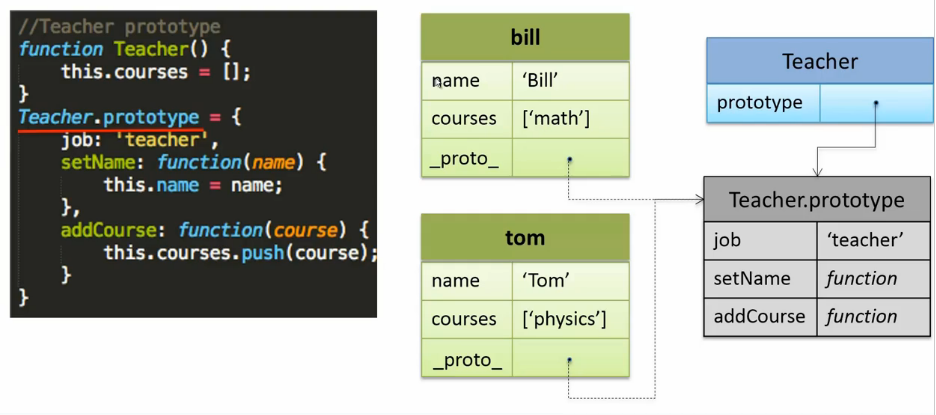 //Teacher prototype
function Teacher() {
    this.courses = [];
}
Teacher.prototype = {
    job: 'teacher',
    setName: function(name) {
        this.name = name;
    },
    addCourse: function(course) {
        this.courses.push(course);
    }
}
bill
name ‘Bill’
courses [‘math’]
_proto_
tom
name ‘Tom’
courses [‘physics’]
_proto_
Teacher
prototype
Teacher.prototype
job ‘teacher’
setName function
addCourse function